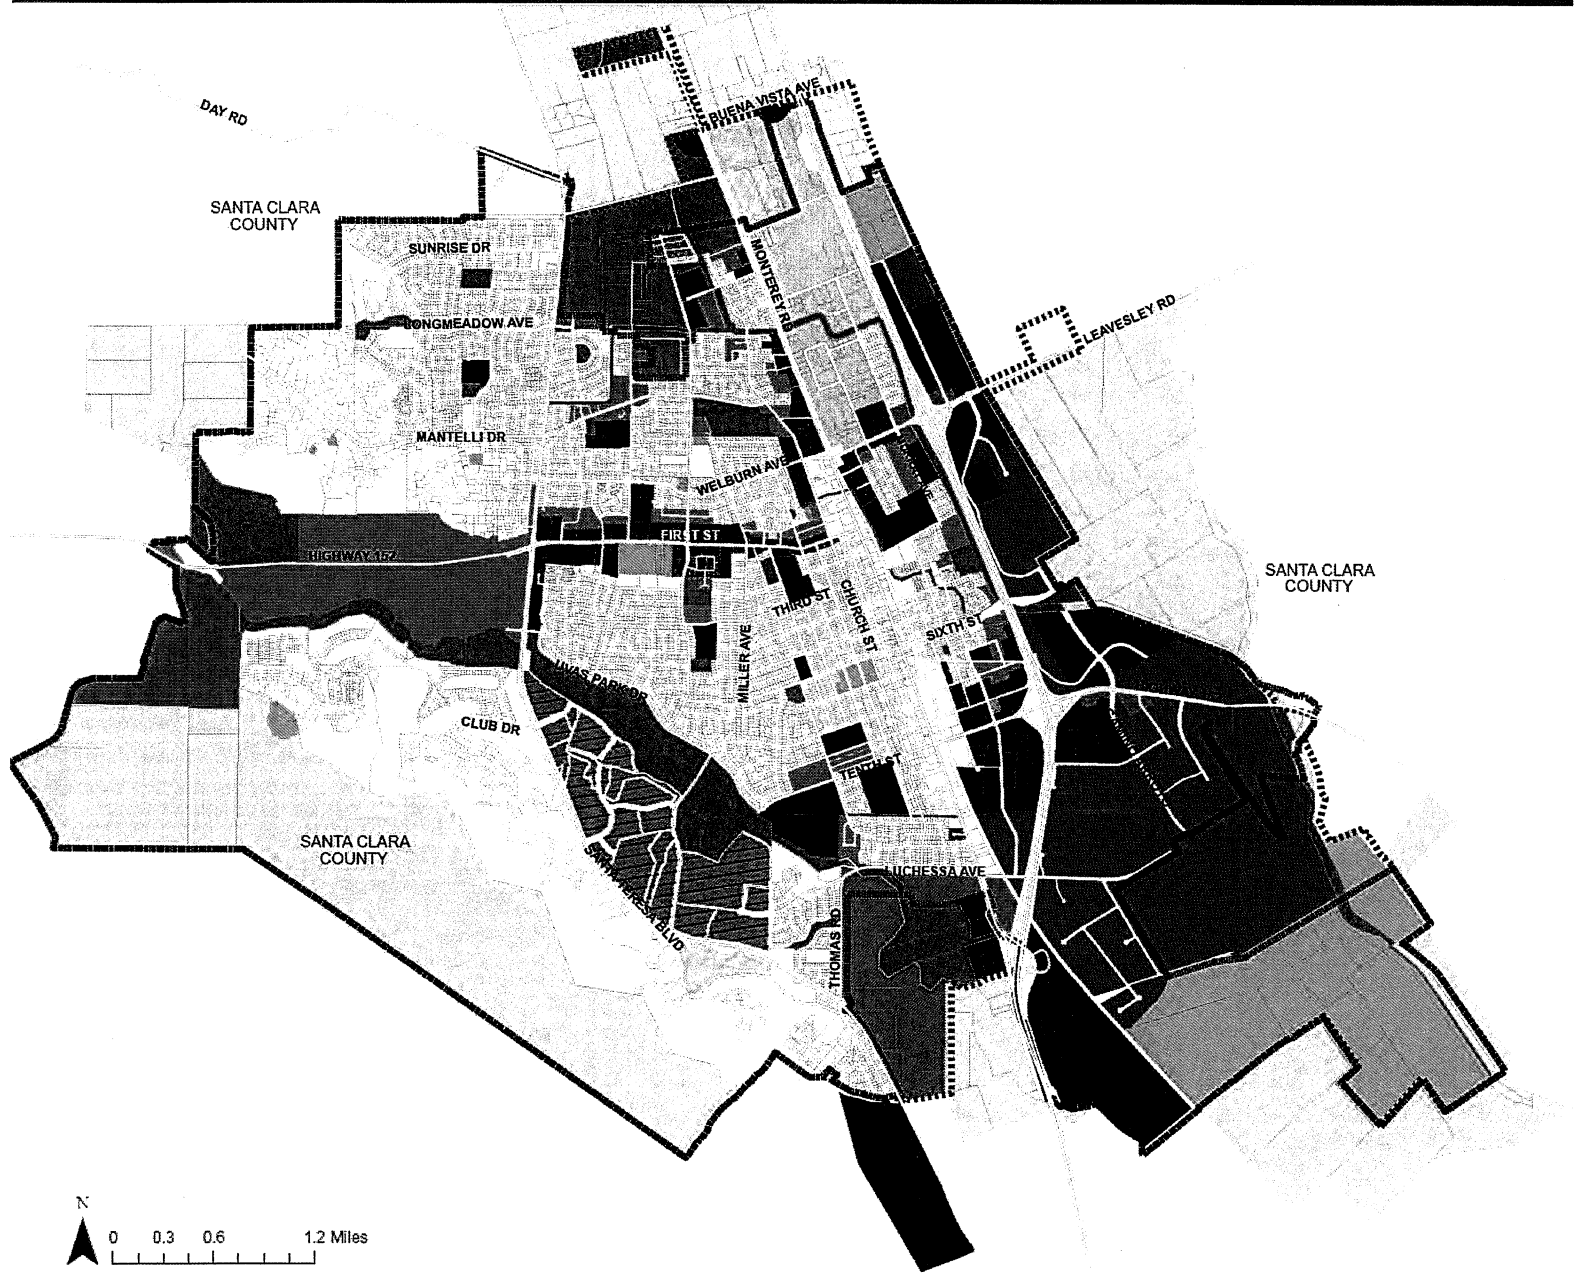 DAY RD
BUENA VISTA AVE
SANTA CLARA
COUNTY
SUNRISE DR
MONTEREY RD
LEAVESLEY RD
LONGMEADOW AVE
MANTELLI DR
WELBURN AVE
FIRST ST
HIGHWAY 152
SANTA CLARA
COUNTY
THIRD ST
CHURCH ST
SIXTH ST
MILLER AVE
UVAS PARK DR
CLUB DR
TENTH ST
SANTA CLARA
COUNTY
SANTA TERESA BLVD
LUCHESSA AVE
THOMAS RD
N
0 0.3 0.6 1.2 Miles